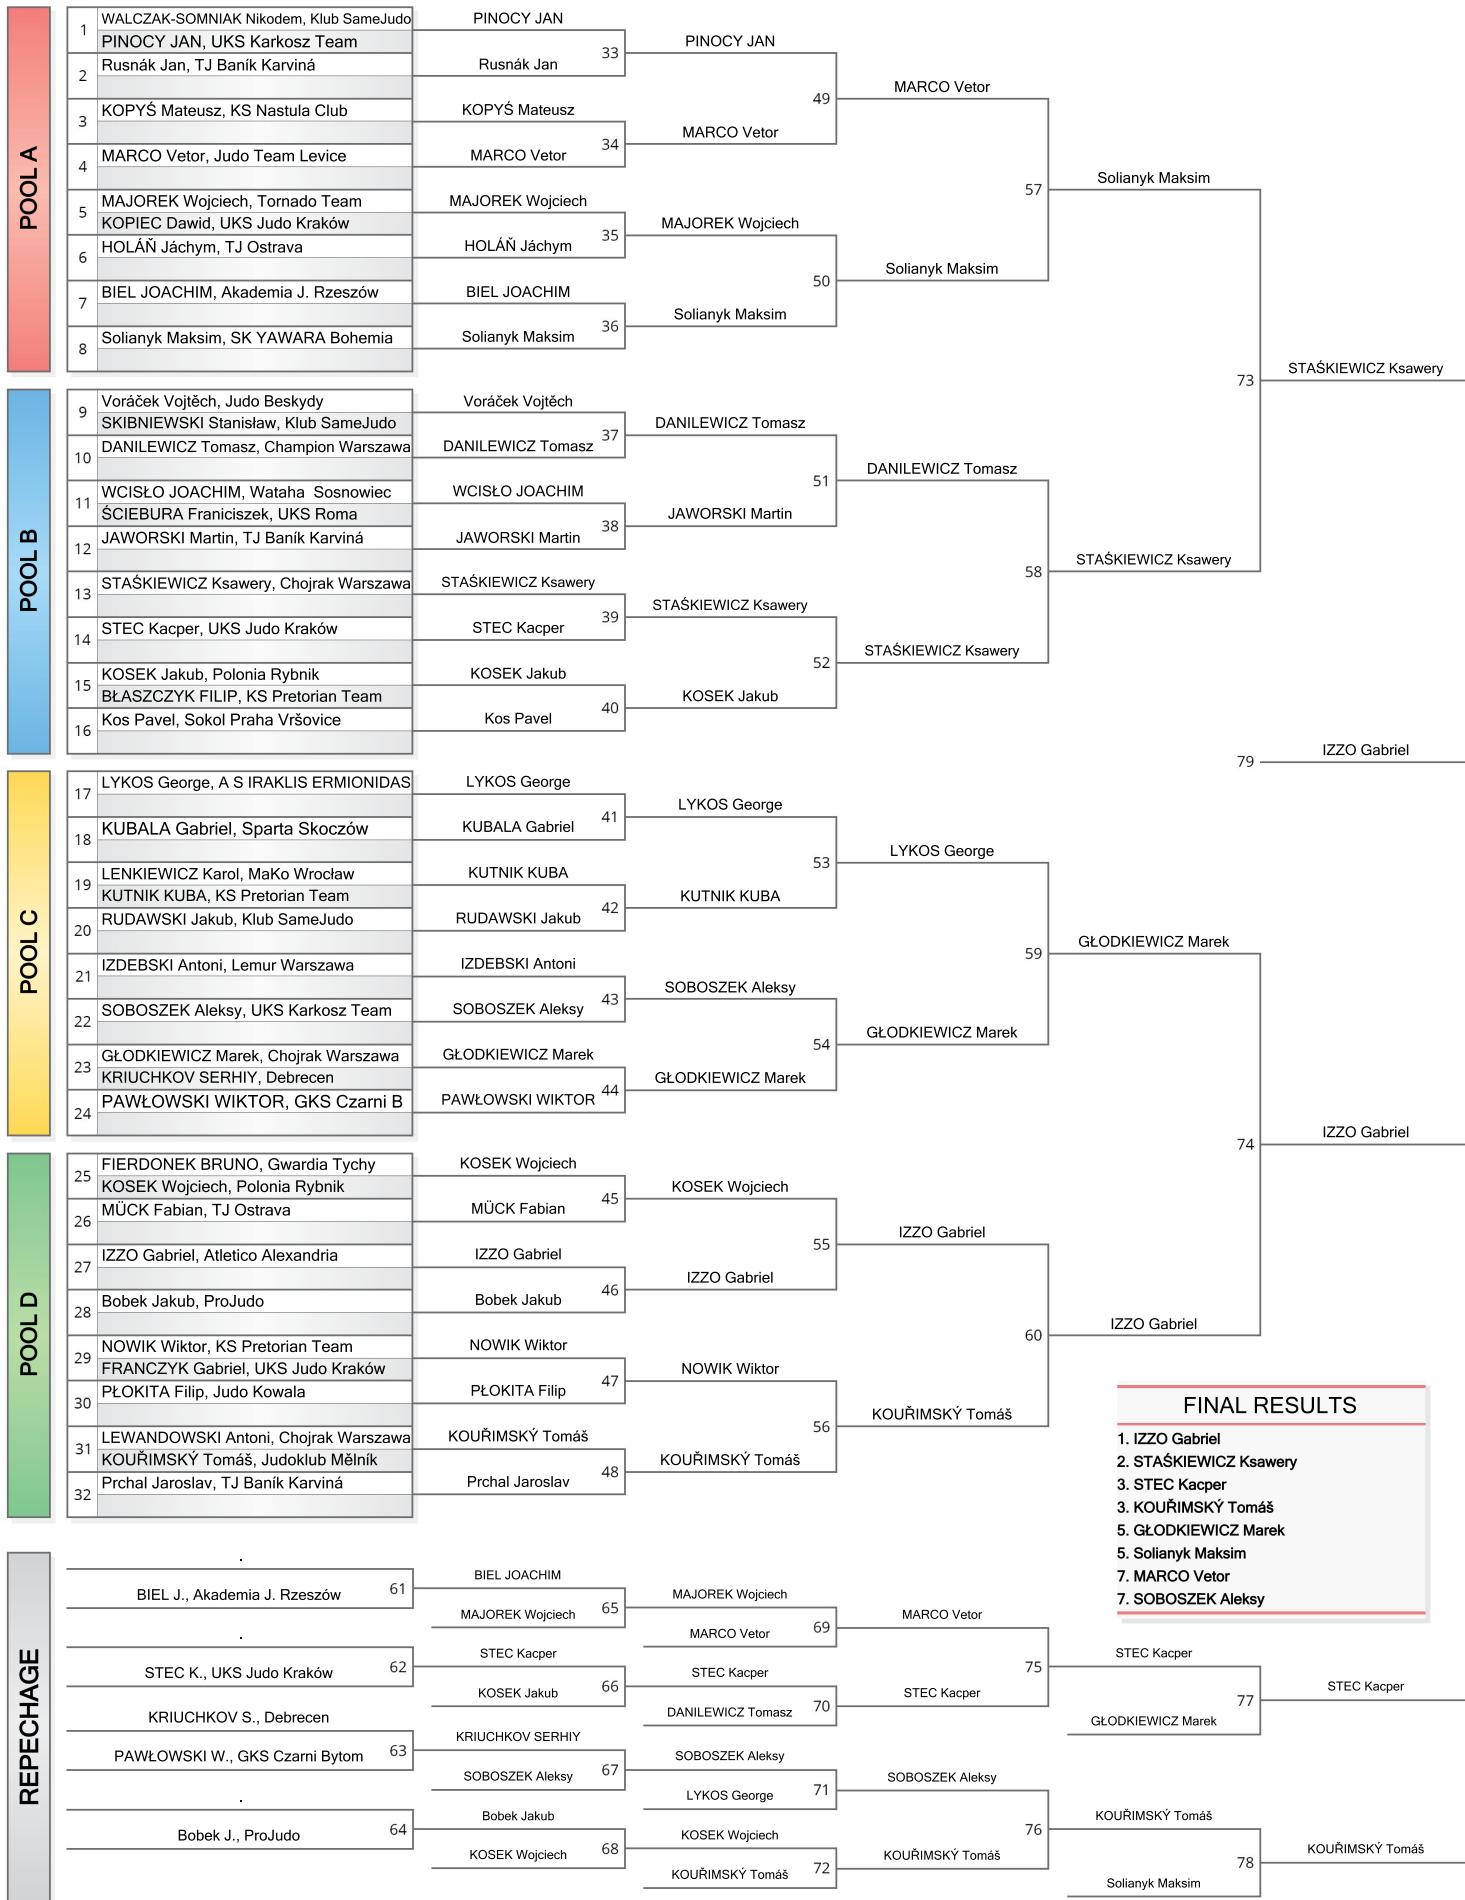 POOL A
1
WALCZAK-SOMNIAK Nikodem, Klub SameJudo
PINOCY JAN, UKS Karkosz Team
2
Rusnák Jan, TJ Baník Karviná
3
KOPYŚ Mateusz, KS Nastula Club
4
MARCO Vetor, Judo Team Levice
5
MAJOREK Wojciech, Tornado Team
KOPIEC Dawid, UKS Judo Kraków
6
HOLÁŇ Jáchym, TJ Ostrava
7
BIEL JOACHIM, Akademia J. Rzeszów
8
Solianyk Maksim, SK YAWARA Bohemia
PINOCY JAN
33
Rusnák Jan
KOPYŚ Mateusz
34
MARCO Vetor
MAJOREK Wojciech
35
HOLÁŇ Jáchym
BIEL JOACHIM
36
Solianyk Maksim
PINOCY JAN
49
MARCO Vetor
MAJOREK Wojciech
50
Solianyk Maksim
MARCO Vetor
57
Solianyk Maksim
Solianyk Maksim
POOL B
9
Voráček Vojtěch, Judo Beskydy
SKIBNIEWSKI Stanisław, Klub SameJudo
10
DANILEWICZ Tomasz, Champion Warszawa
11
WCISŁO JOACHIM, Wataha  Sosnowiec
ŚCIEBURA Franiciszek, UKS Roma
12
JAWORSKI Martin, TJ Baník Karviná
13
STAŚKIEWICZ Ksawery, Chojrak Warszawa
14
STEC Kacper, UKS Judo Kraków
15
KOSEK Jakub, Polonia Rybnik
BŁASZCZYK FILIP, KS Pretorian Team
16
Kos Pavel, Sokol Praha Vršovice
Voráček Vojtěch
37
DANILEWICZ Tomasz
WCISŁO JOACHIM
38
JAWORSKI Martin
STAŚKIEWICZ Ksawery
39
STEC Kacper
KOSEK Jakub
40
Kos Pavel
DANILEWICZ Tomasz
51
JAWORSKI Martin
STAŚKIEWICZ Ksawery
52
KOSEK Jakub
DANILEWICZ Tomasz
58
STAŚKIEWICZ Ksawery
STAŚKIEWICZ Ksawery
73
STAŚKIEWICZ Ksawery
79
IZZO Gabriel
POOL C
17
LYKOS George, A S IRAKLIS ERMIONIDAS
18
KUBALA Gabriel, Sparta Skoczów
19
LENKIEWICZ Karol, MaKo Wrocław
KUTNIK KUBA, KS Pretorian Team
20
RUDAWSKI Jakub, Klub SameJudo
21
IZDEBSKI Antoni, Lemur Warszawa
22
SOBOSZEK Aleksy, UKS Karkosz Team
23
GŁODKIEWICZ Marek, Chojrak Warszawa
KRIUCHKOV SERHIY, Debrecen
24
PAWŁOWSKI WIKTOR, GKS Czarni B
LYKOS George
41
KUBALA Gabriel
KUTNIK KUBA
42
RUDAWSKI Jakub
IZDEBSKI Antoni
43
SOBOSZEK Aleksy
GŁODKIEWICZ Marek
44
PAWŁOWSKI WIKTOR
LYKOS George
53
KUTNIK KUBA
SOBOSZEK Aleksy
54
GŁODKIEWICZ Marek
LYKOS George
59
GŁODKIEWICZ Marek
GŁODKIEWICZ Marek
74
IZZO Gabriel
POOL D
25
FIERDONEK BRUNO, Gwardia Tychy
KOSEK Wojciech, Polonia Rybnik
26
MÜCK Fabian, TJ Ostrava
27
IZZO Gabriel, Atletico Alexandria
28
Bobek Jakub, ProJudo
29
NOWIK Wiktor, KS Pretorian Team
FRANCZYK Gabriel, UKS Judo Kraków
30
PŁOKITA Filip, Judo Kowala
31
LEWANDOWSKI Antoni, Chojrak Warszawa
KOUŘIMSKÝ Tomáš, Judoklub Mělník
32
Prchal Jaroslav, TJ Baník Karviná
KOSEK Wojciech
45
MÜCK Fabian
IZZO Gabriel
46
Bobek Jakub
NOWIK Wiktor
47
PŁOKITA Filip
KOUŘIMSKÝ Tomáš
48
Prchal Jaroslav
KOSEK Wojciech
55
IZZO Gabriel
NOWIK Wiktor
56
KOUŘIMSKÝ Tomáš
IZZO Gabriel
60
KOUŘIMSKÝ Tomáš
IZZO Gabriel
FINAL RESULTS
1. IZZO Gabriel
2. STAŚKIEWICZ Ksawery
3. STEC Kacper
3. KOUŘIMSKÝ Tomáš
5. GŁODKIEWICZ Marek
5. Solianyk Maksim
7. MARCO Vetor
7. SOBOSZEK Aleksy
REPECHAGE
.
61
BIEL J., Akademia J. Rzeszów
.
62
STEC K., UKS Judo Kraków
KRIUCHKOV S., Debrecen
63
PAWŁOWSKI W., GKS Czarni Bytom
.
64
Bobek J., ProJudo
BIEL JOACHIM
65
MAJOREK Wojciech
STEC Kacper
66
KOSEK Jakub
KRIUCHKOV SERHIY
67
SOBOSZEK Aleksy
Bobek Jakub
68
KOSEK Wojciech
MAJOREK Wojciech
69
MARCO Vetor
STEC Kacper
70
DANILEWICZ Tomasz
SOBOSZEK Aleksy
71
LYKOS George
KOSEK Wojciech
72
KOUŘIMSKÝ Tomáš
MARCO Vetor
75
STEC Kacper
SOBOSZEK Aleksy
76
KOUŘIMSKÝ Tomáš
STEC Kacper
77
GŁODKIEWICZ Marek
KOUŘIMSKÝ Tomáš
78
Solianyk Maksim
STEC Kacper
KOUŘIMSKÝ Tomáš